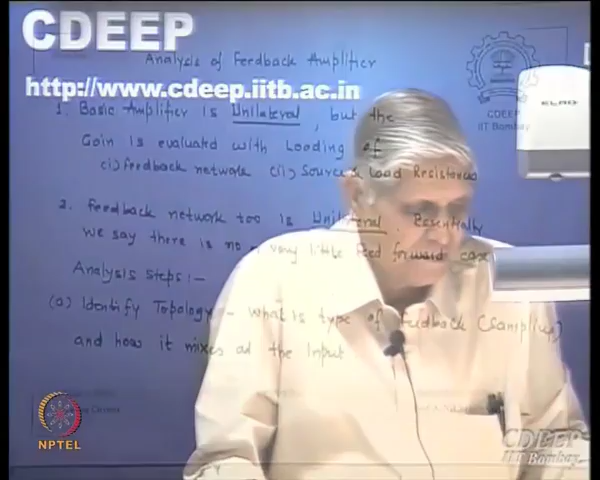 CDEEP
Analysis of Feedback Amplifier
http://www.cdeep.iitb.ac.in
CDEEP
IIT Bombay
ELMO
1. Basic Amplifier is Unilateral, but the
Gain is evaluated with Loading of
(i) feedback network (ii) Source & Load Resistances
2. Feedback network too is Unilateral. Essentially
we say there is no very little feed forward case
Analysis steps:-
(a) Identify Topology - What is type of feedback (Sampling)
and how it mixes at the input
NPTEL
CDEEP
IIT Bombay